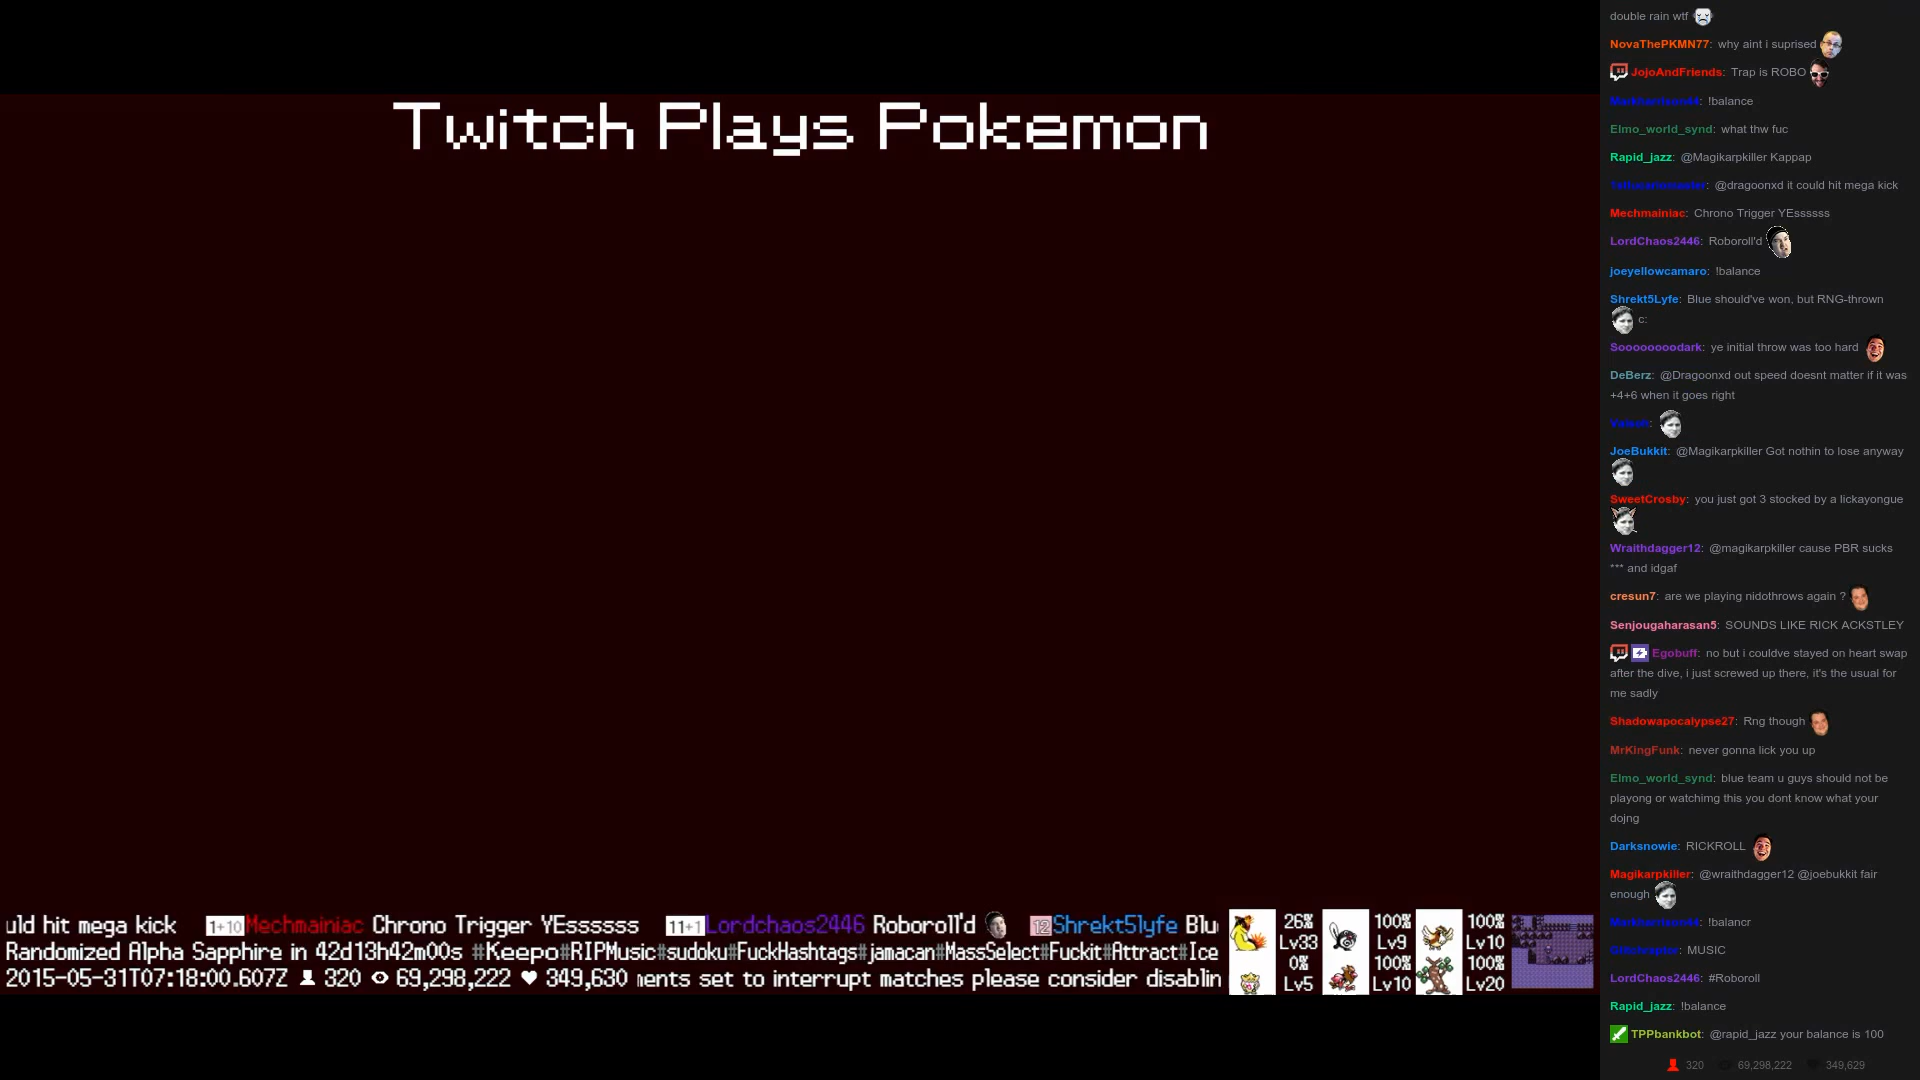 Twitch Plays Pokemon
uld hit mega kick 1+10 Mechmainiac Chrono Trigger YEssssss 11+1 Lordchaos2446 Roboroll'd 12 Shrekt5lyfe Blu
Randomized Alpha Sapphire in 42d13h42m00s #Keepo#RIPMusic#sudoku#FuckHashtags#jamacan#MassSelect#Fuckit#Attract#Ice
2015-05-31T07:18:00.607Z 320 69,298,222 349,630 ments set to interrupt matches please consider disablin
26% 100% 100%
Lv33 Lv9 Lv10
0% 100% 100%
Lv5 Lv10 Lv20
double rain wtf
NovaThePKMN77: why aint i suprised
JojoAndFriends: Trap is ROBO
!balance
Elmo_world_synd: what thw fuc
Rapid_jazz: @Magikarpkiller Kappap
@dragoonxd it could hit mega kick
Mechmainiac: Chrono Trigger YEssssss
LordChaos2446: Roboroll'd
joeyellowcamaro: !balance
Shrekt5Lyfe: Blue should've won, but RNG-thrown
c:
Sooooooodark: ye initial throw was too hard
DeBerz: @Dragoonxd out speed doesnt matter if it was
+4+6 when it goes right
JoeBukkit: @Magikarpkiller Got nothin to lose anyway
SweetCrosby: you just got 3 stocked by a lickayongue
Wraithdagger12: @magikarpkiller cause PBR sucks
*** and idgaf
cresun7: are we playing nidothrows again ?
Senjougaharasan5: SOUNDS LIKE RICK ACKSTLEY
Egobuff: no but i couldve stayed on heart swap
after the dive, i just screwed up there, it's the usual for
me sadly
Shadowapocalypse27: Rng though
MrKingFunk: never gonna lick you up
Elmo_world_synd: blue team u guys should not be
playong or watchimg this you dont know what your
dojng
Darksnowie: RICKROLL
Magikarpkiller: @wraithdagger12 @joebukkit fair
enough
!balancr
MUSIC
LordChaos2446: #Roboroll
Rapid_jazz: !balance
TPPbankbot: @rapid_jazz your balance is 100
320 69,298,222 349,629